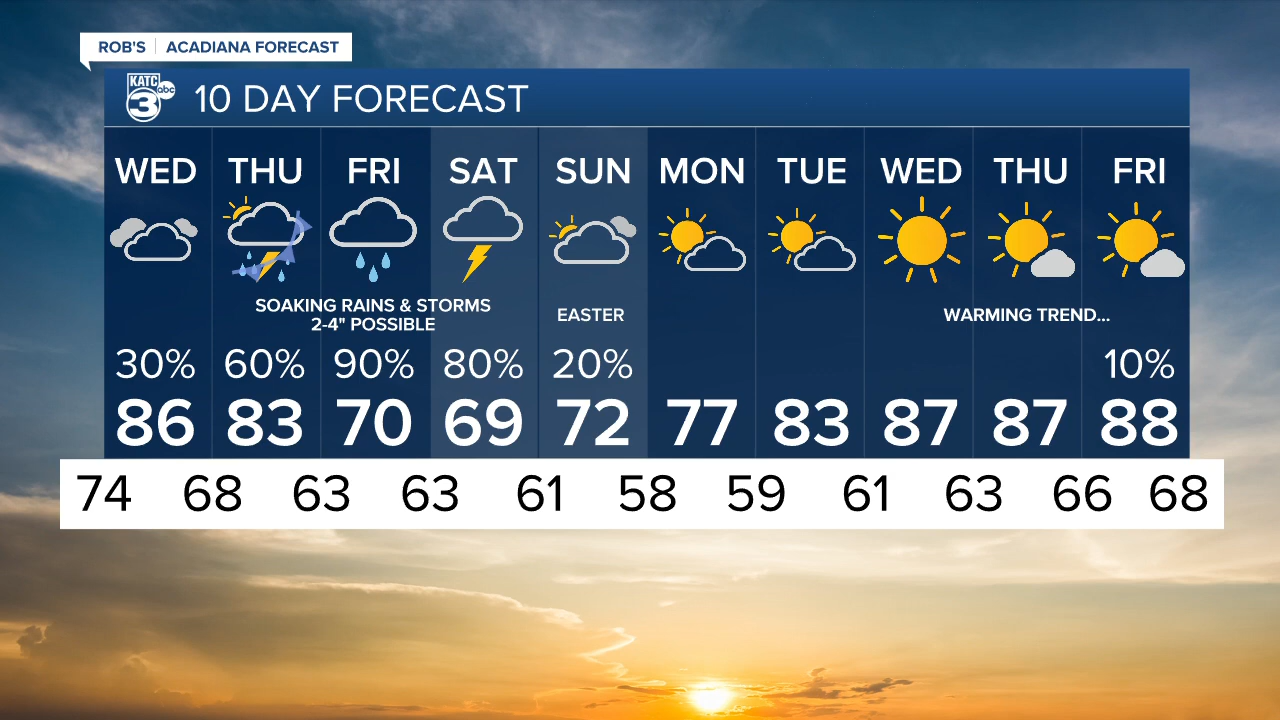 ROB'S | ACADIANA FORECAST
KATC 3 abc
10 DAY FORECAST
WED THU FRI SAT SUN MON TUE WED THU FRI
SOAKING RAINS & STORMS
2-4" POSSIBLE
EASTER
WARMING TREND...
30% 60% 90% 80% 20% 10%
86 83 70 69 72 77 83 87 87 88
74 68 63 63 61 58 59 61 63 66 68